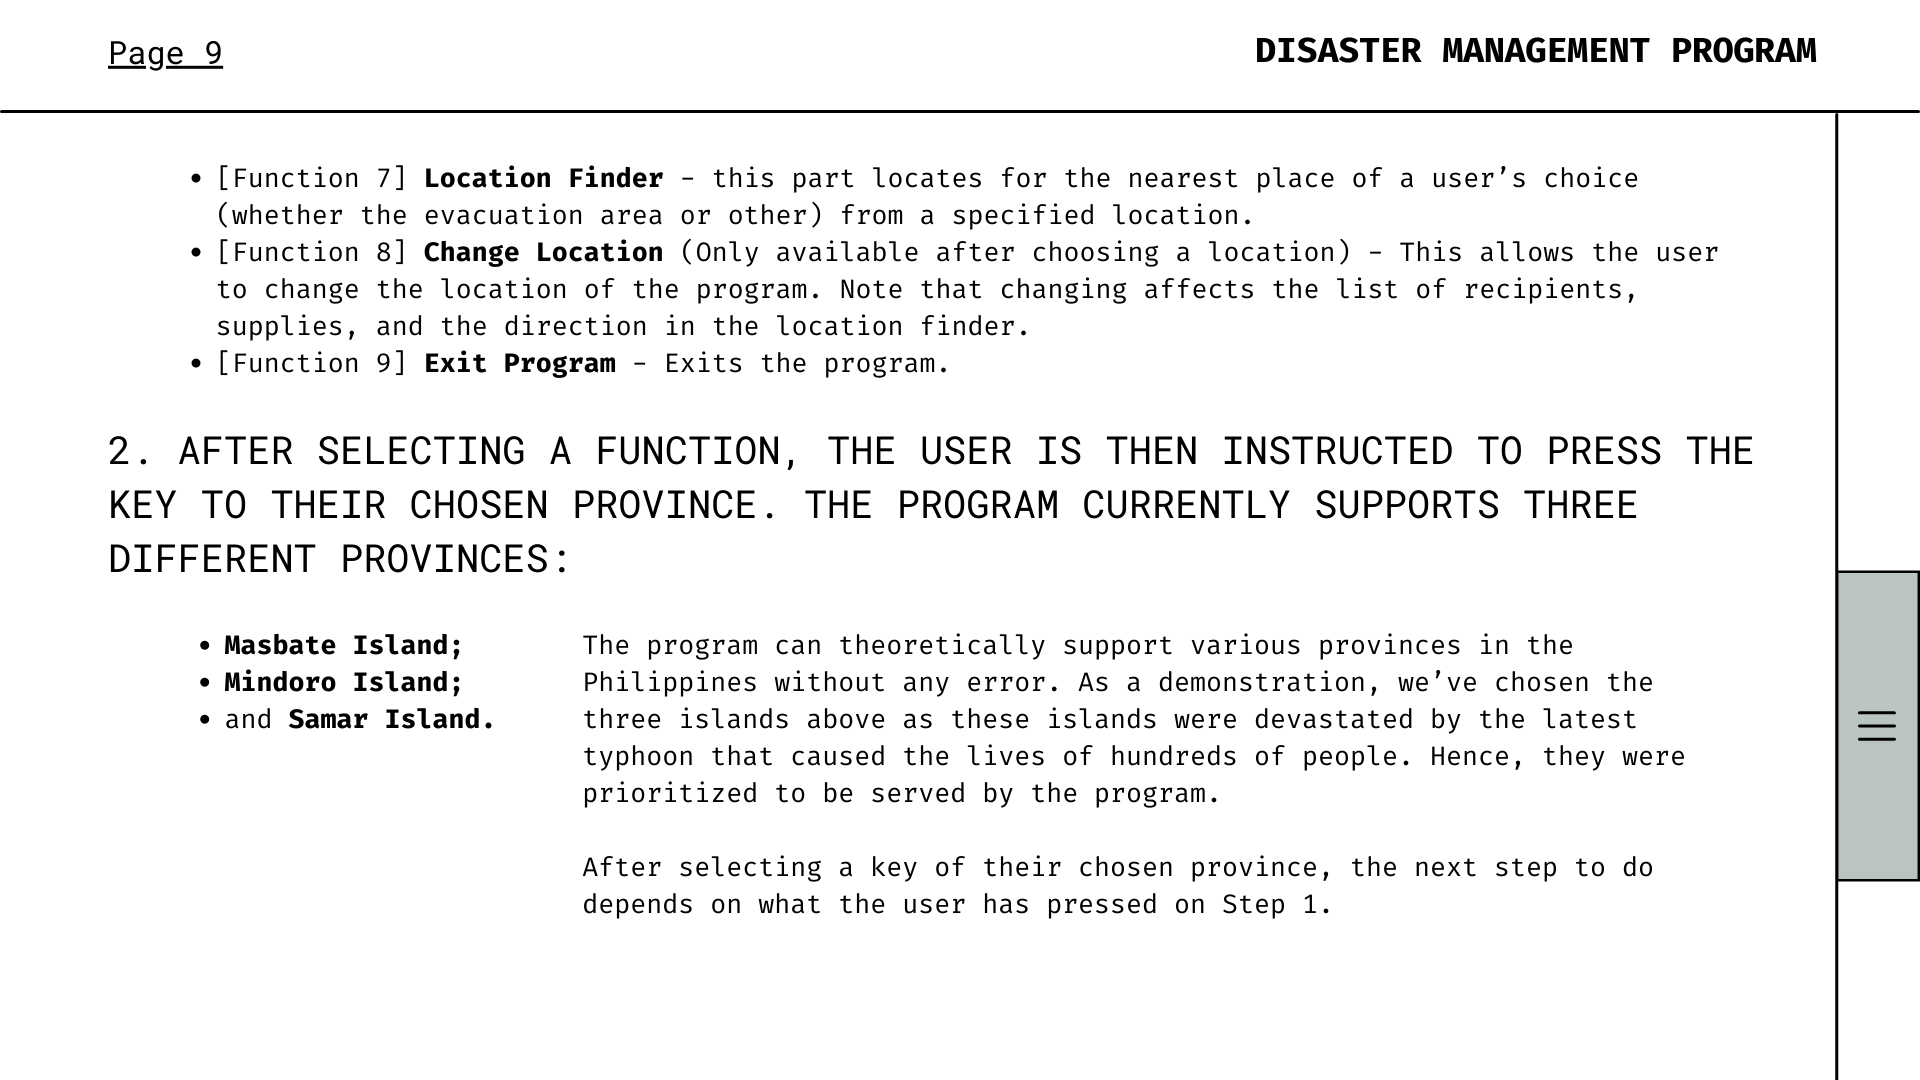 Page 9
DISASTER MANAGEMENT PROGRAM
• [Function 7] Location Finder - this part locates for the nearest place of a user’s choice
(whether the evacuation area or other) from a specified location.
• [Function 8] Change Location (Only available after choosing a location) - This allows the user
to change the location of the program. Note that changing affects the list of recipients,
supplies, and the direction in the location finder.
• [Function 9] Exit Program - Exits the program.
2. AFTER SELECTING A FUNCTION, THE USER IS THEN INSTRUCTED TO PRESS THE
KEY TO THEIR CHOSEN PROVINCE. THE PROGRAM CURRENTLY SUPPORTS THREE
DIFFERENT PROVINCES:
• Masbate Island;
• Mindoro Island;
• and Samar Island.
The program can theoretically support various provinces in the
Philippines without any error. As a demonstration, we’ve chosen the
three islands above as these islands were devastated by the latest
typhoon that caused the lives of hundreds of people. Hence, they were
prioritized to be served by the program.
After selecting a key of their chosen province, the next step to do
depends on what the user has pressed on Step 1.